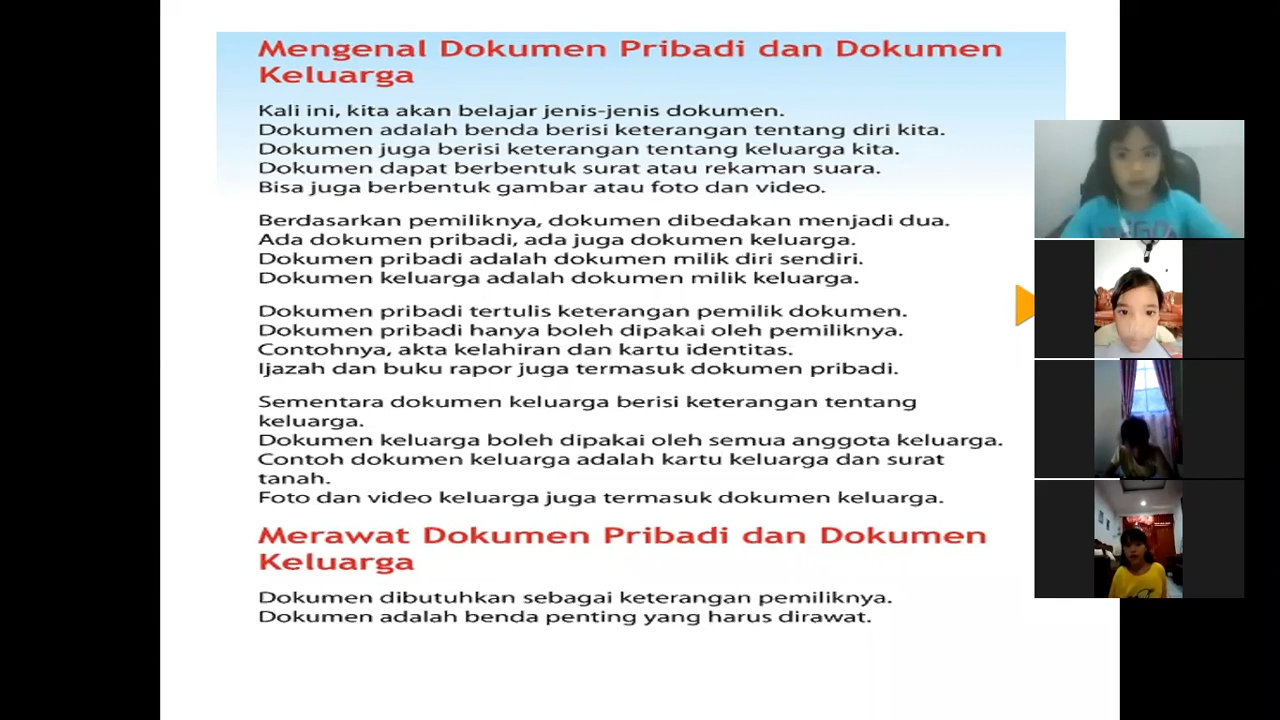 Mengenal Dokumen Pribadi dan Dokumen
Keluarga
Kali ini, kita akan belajar jenis-jenis dokumen.
Dokumen adalah benda berisi keterangan tentang diri kita.
Dokumen juga berisi keterangan tentang keluarga kita.
Dokumen dapat berbentuk surat atau rekaman suara.
Bisa juga berbentuk gambar atau foto dan video.
Berdasarkan pemiliknya, dokumen dibedakan menjadi dua.
Ada dokumen pribadi, ada juga dokumen keluarga.
Dokumen pribadi adalah dokumen milik diri sendiri.
Dokumen keluarga adalah dokumen milik keluarga.
Dokumen pribadi tertulis keterangan pemilik dokumen.
Dokumen pribadi hanya boleh dipakai oleh pemiliknya.
Contohnya, akta kelahiran dan kartu identitas.
Ijazah dan buku rapor juga termasuk dokumen pribadi.
Sementara dokumen keluarga berisi keterangan tentang
keluarga.
Dokumen keluarga boleh dipakai oleh semua anggota keluarga.
Contoh dokumen keluarga adalah kartu keluarga dan surat
tanah.
Foto dan video keluarga juga termasuk dokumen keluarga.
Merawat Dokumen Pribadi dan Dokumen
Keluarga
Dokumen dibutuhkan sebagai keterangan pemiliknya.
Dokumen adalah benda penting yang harus dirawat.